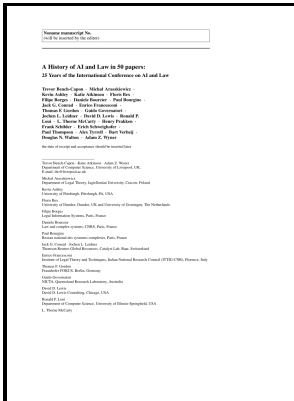 Noname manuscript No.
(will be inserted by the editor)
A History of AI and Law in 50 papers:
25 Years of the International Conference on AI and Law
Trevor Bench-Capon · Michał Araszkiewicz ·
Kevin Ashley · Katie Atkinson · Floris Bex ·
Filipe Borges · Daniele Bourcier · Paul Bourgine ·
Jack G. Conrad · Enrico Francesconi ·
Thomas F. Gordon · Guido Governatori ·
Jochen L. Leidner · David D. Lewis · Ronald P.
Loui · L. Thorne McCarty · Henry Prakken ·
Frank Schilder · Erich Schweighofer ·
Paul Thompson · Alex Tyrrell · Bart Verheij ·
Douglas N. Walton · Adam Z. Wyner
the date of receipt and acceptance should be inserted later
Trevor Bench-Capon · Katie Atkinson · Adam Z. Wyner
Department of Computer Science, University of Liverpool, UK,
E-mail: tbc@liverpool.ac.uk
Michał Araszkiewicz
Department of Legal Theory, Jagiellonian University, Cracow, Poland
Kevin Ashley
University of Pittsburgh, Pittsburgh, PA, USA
Floris Bex
University of Dundee, Dundee, UK and University of Groningen, The Netherlands
Filipe Borges
Legal Information Systems, Paris, France
Daniele Bourcier
Law and complex systems, CNRS, Paris, France
Paul Bourgine
Reseau national des systemes complexes, Paris, France
Jack G. Conrad · Jochen L. Leidner
Thomson Reuters Global Resources, Catalyst Lab, Baar, Switzerland
Enrico Francesconi
Institute of Legal Theory and Techniques, Italian National Research Council (ITTIG-CNR), Florence, Italy
Thomas F. Gordon
Fraunhofer FOKUS, Berlin, Germany
Guido Governatori
NICTA, Queensland Research Laboratory, Australia
David D. Lewis
David D. Lewis Consulting, Chicago, USA
Ronald P. Loui
Department of Computer Science, University of Illinois-Springfield, USA
L. Thorne McCarty